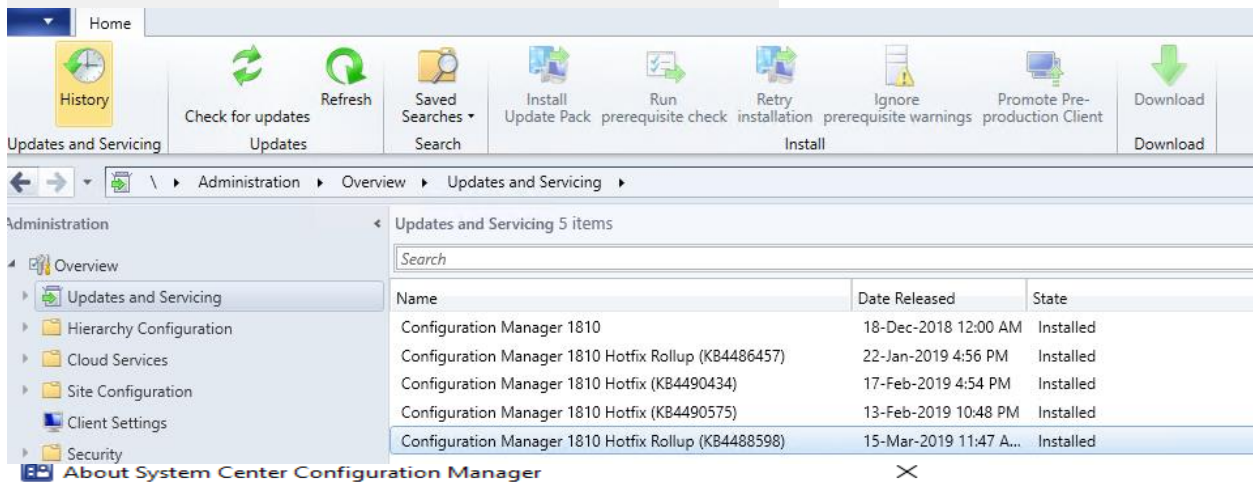 Home
History
Check for updates
Refresh
Saved
Searches
Install
Update Pack
Run
prerequisite check
Retry
installation
Ignore
prerequisite warnings
Promote Pre-
production Client
Download
Updates and Servicing
Updates
Search
Install
Download
\ Administration Overview Updates and Servicing
Administration
Updates and Servicing 5 items
Overview
Search
Updates and Servicing
Name Date Released State
Hierarchy Configuration
Configuration Manager 1810 18-Dec-2018 12:00 AM Installed
Cloud Services
Configuration Manager 1810 Hotfix Rollup (KB4486457) 22-Jan-2019 4:56 PM Installed
Site Configuration
Configuration Manager 1810 Hotfix (KB4490434) 17-Feb-2019 4:54 PM Installed
Client Settings
Configuration Manager 1810 Hotfix (KB4490575) 13-Feb-2019 10:48 PM Installed
Security
Configuration Manager 1810 Hotfix Rollup (KB4488598) 15-Mar-2019 11:47 A... Installed
About System Center Configuration Manager